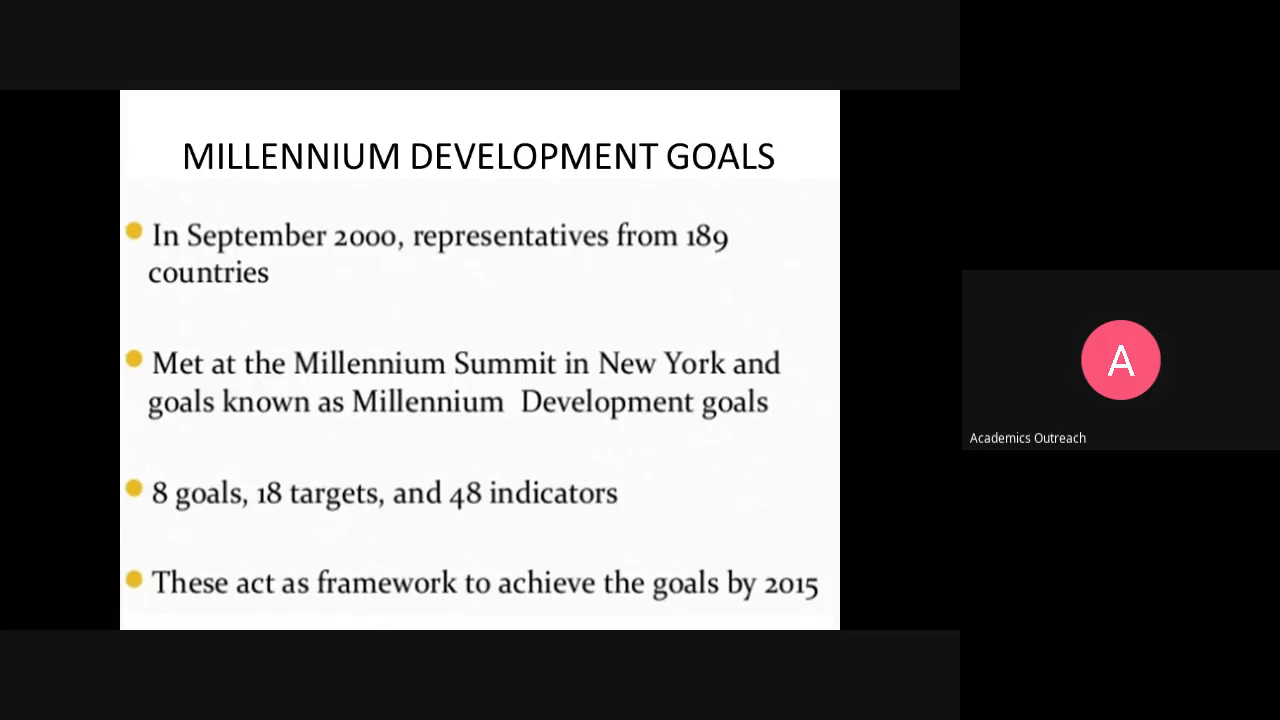 MILLENNIUM DEVELOPMENT GOALS
In September 2000, representatives from 189
countries
Met at the Millennium Summit in New York and
goals known as Millennium Development goals
8 goals, 18 targets, and 48 indicators
These act as framework to achieve the goals by 2015
A
Academics Outreach